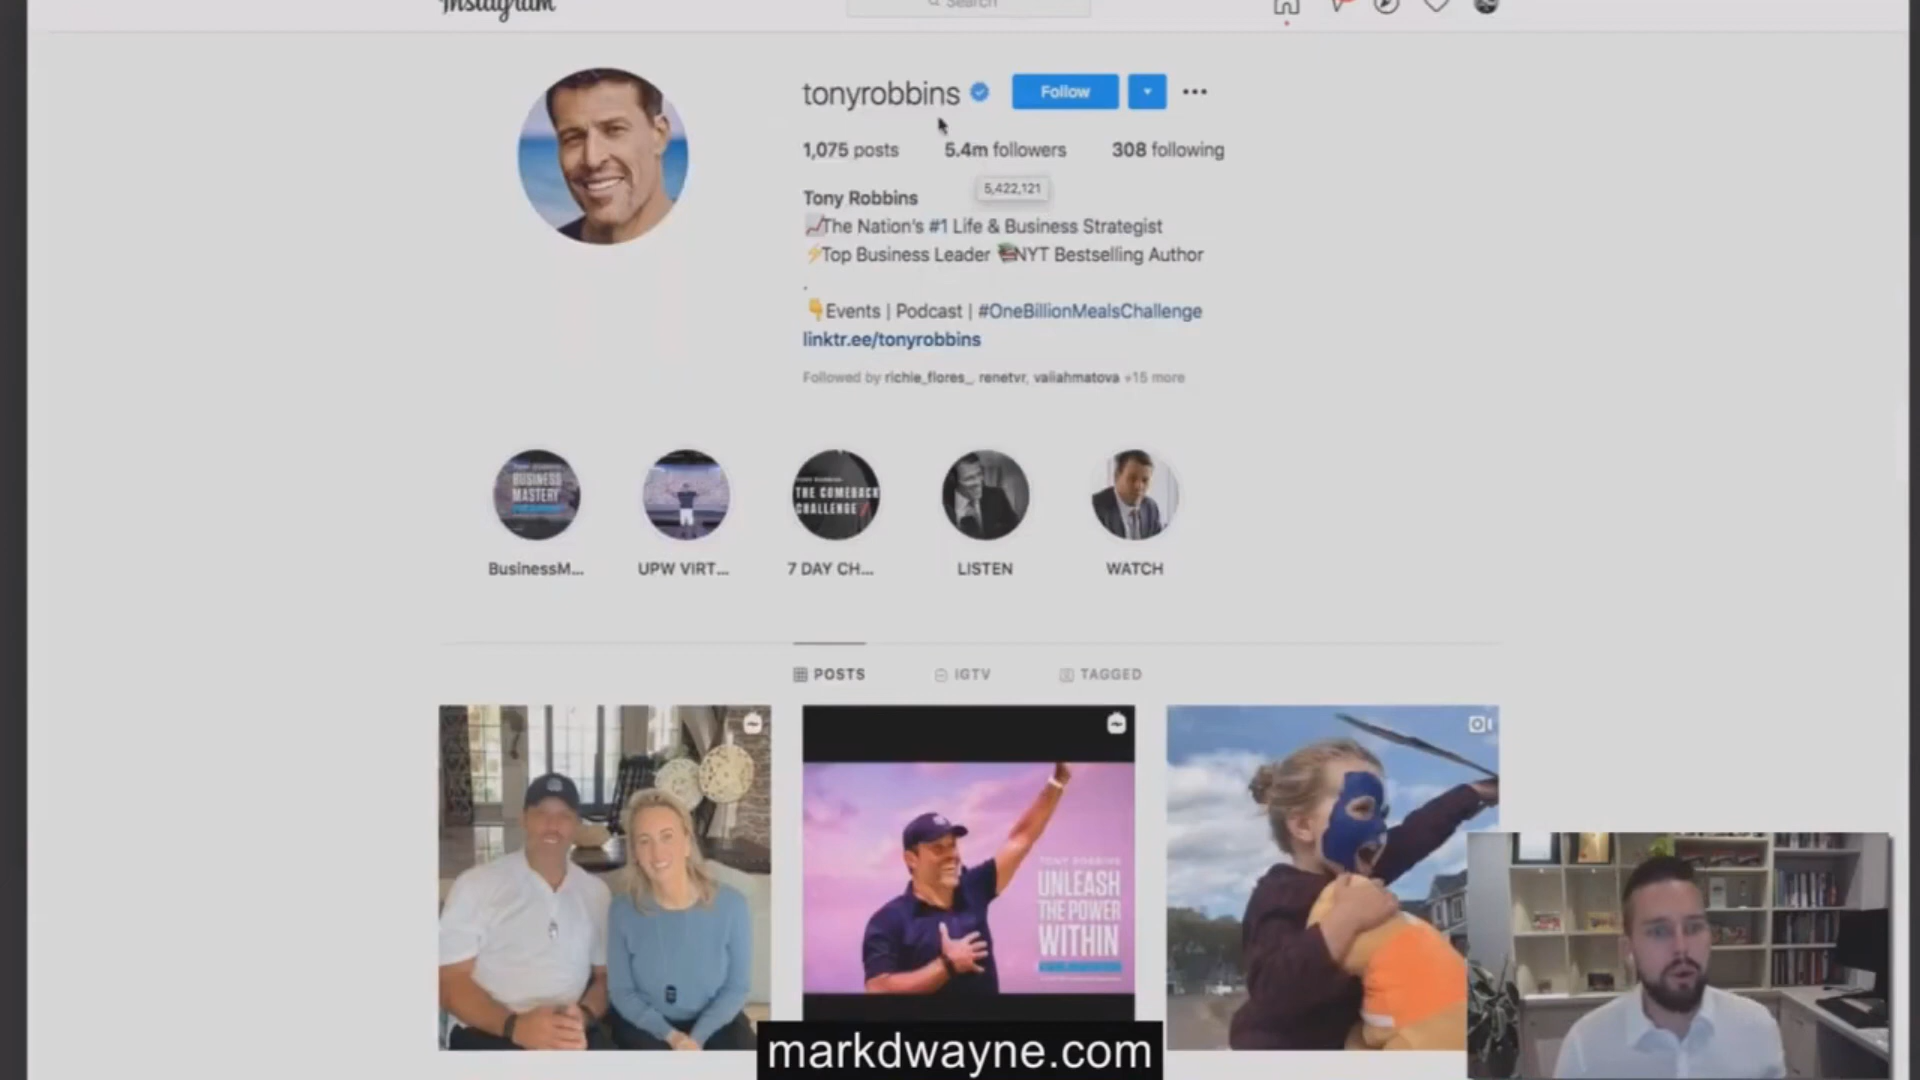 Instagram
Search
tonyrobbins
Follow
1,075 posts 5.4m followers 308 following
5,422,121
Tony Robbins
📈The Nation's #1 Life & Business Strategist
⚡Top Business Leader 📚NYT Bestselling Author
.
👇Events | Podcast | #OneBillionMealsChallenge
linktr.ee/tonyrobbins
Followed by richie_flores_, renetvr, valiahmatova +15 more
BUSINESS
MASTERY
THE COMEBACK
CHALLENGE
BusinessM... UPW VIRT... 7 DAY CH... LISTEN WATCH
POSTS IGTV TAGGED
TONY ROBBINS
UNLEASH
THE POWER
WITHIN
markdwayne.com